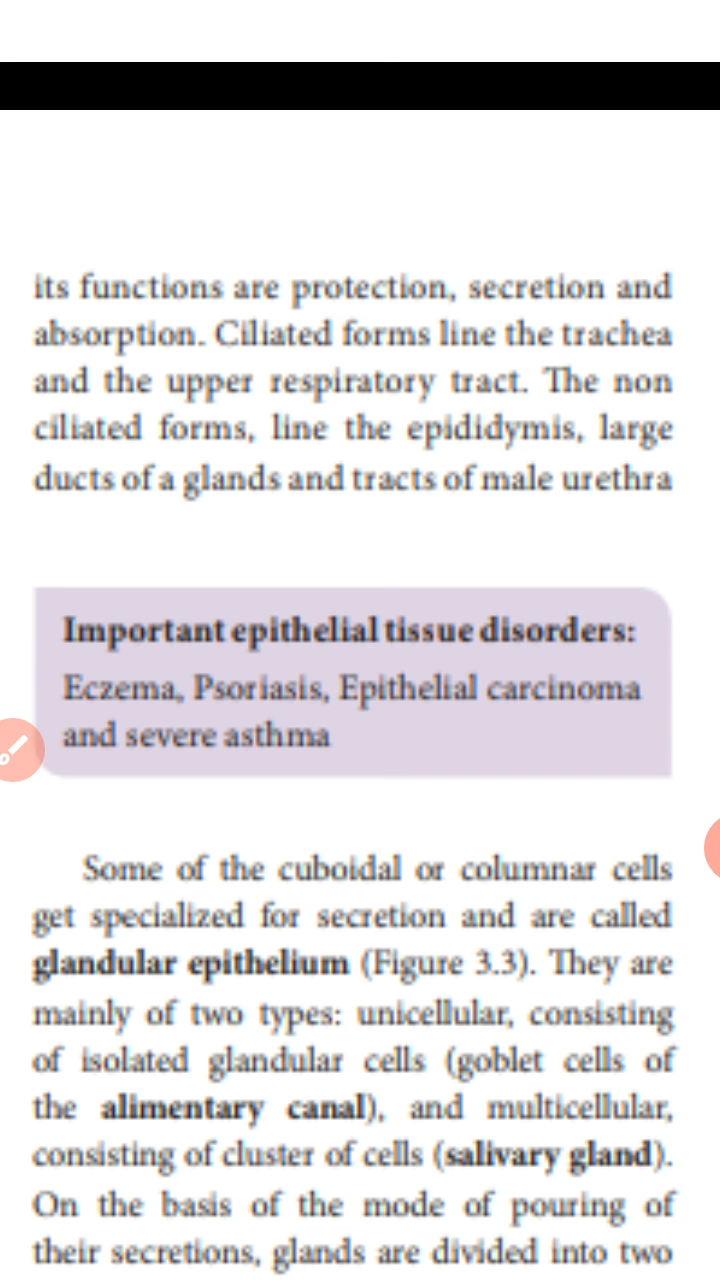 its functions are protection, secretion and
absorption. Ciliated forms line the trachea
and the upper respiratory tract. The non
ciliated forms, line the epididymis, large
ducts of a glands and tracts of male urethra
Important epithelial tissue disorders:
Eczema, Psoriasis, Epithelial carcinoma
and severe asthma
Some of the cuboidal or columnar cells
get specialized for secretion and are called
glandular epithelium (Figure 3.3). They are
mainly of two types: unicellular, consisting
of isolated glandular cells (goblet cells of
the alimentary canal), and multicellular,
consisting of cluster of cells (salivary gland).
On the basis of the mode of pouring of
their secretions, glands are divided into two